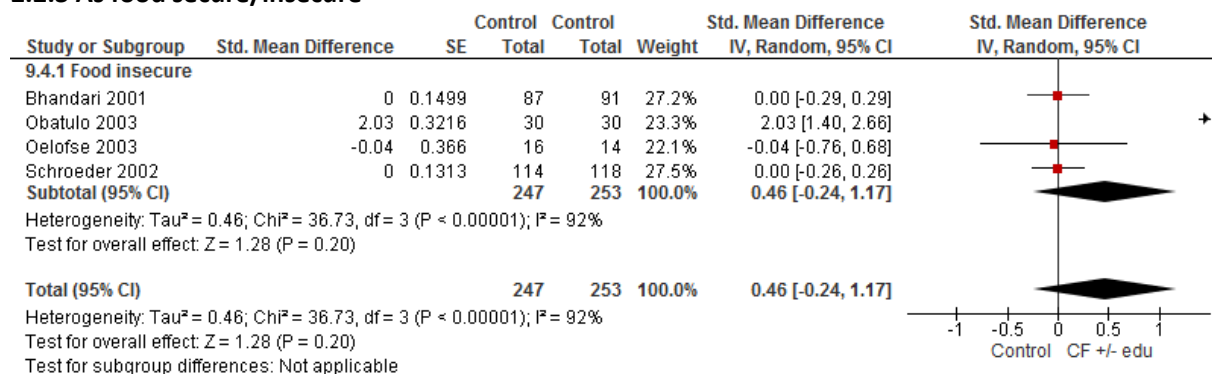 Control Control Std. Mean Difference Std. Mean Difference
Study or Subgroup Std. Mean Difference SE Total Total Weight IV, Random, 95% CI IV, Random, 95% CI
9.4.1 Food insecure
Bhandari 2001 0 0.1499 87 91 27.2% 0.00 [-0.29, 0.29]
Obatulo 2003 2.03 0.3216 30 30 23.3% 2.03 [1.40, 2.66]
Oelofse 2003 -0.04 0.366 16 14 22.1% -0.04 [-0.76, 0.68]
Schroeder 2002 0 0.1313 114 118 27.5% 0.00 [-0.26, 0.26]
Subtotal (95% CI) 247 253 100.0% 0.46 [-0.24, 1.17]
Heterogeneity: Tau² = 0.46; Chi² = 36.73, df = 3 (P < 0.00001); I² = 92%
Test for overall effect: Z = 1.28 (P = 0.20)
Total (95% CI) 247 253 100.0% 0.46 [-0.24, 1.17]
Heterogeneity: Tau² = 0.46; Chi² = 36.73, df = 3 (P < 0.00001); I² = 92%
Test for overall effect: Z = 1.28 (P = 0.20)
Test for subgroup differences: Not applicable
-1 -0.5 0 0.5 1
Control CF +/- edu